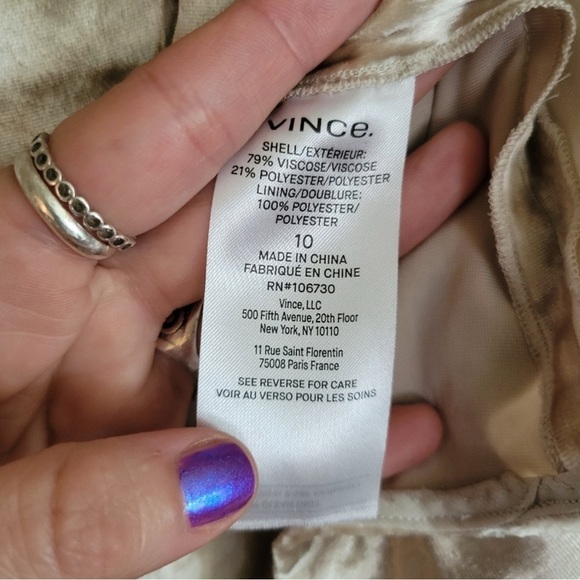 VINCe.
SHELL/EXTÉRIEUR:
79% VISCOSE/VISCOSE
21% POLYESTER/POLYESTER
LINING/DOUBLURE:
100% POLYESTER/
POLYESTER
10
MADE IN CHINA
FABRIQUÉ EN CHINE
RN#106730
Vince, LLC
500 Fifth Avenue, 20th Floor
New York, NY 10110
11 Rue Saint Florentin
75008 Paris France
SEE REVERSE FOR CARE
VOIR AU VERSO POUR LES SOINS